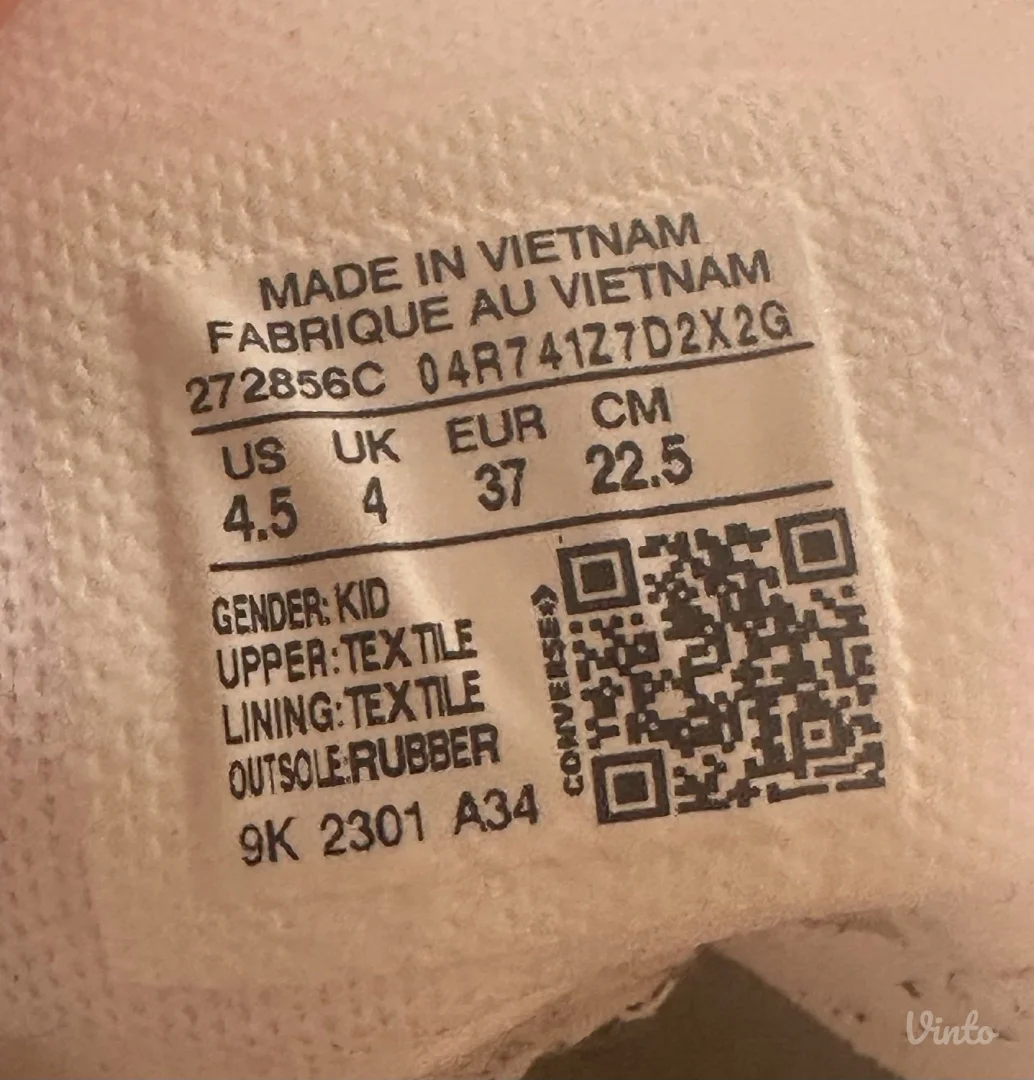 MADE IN VIETNAM
FABRIQUE AU VIETNAM
272856C 04R741Z7D2X2G
US UK EUR CM
4.5 4 37 22.5
GENDER: KID
UPPER: TEXTILE
LINING: TEXTILE
OUTSOLE: RUBBER
9K 2301 A34
CONVERSE
Vinto